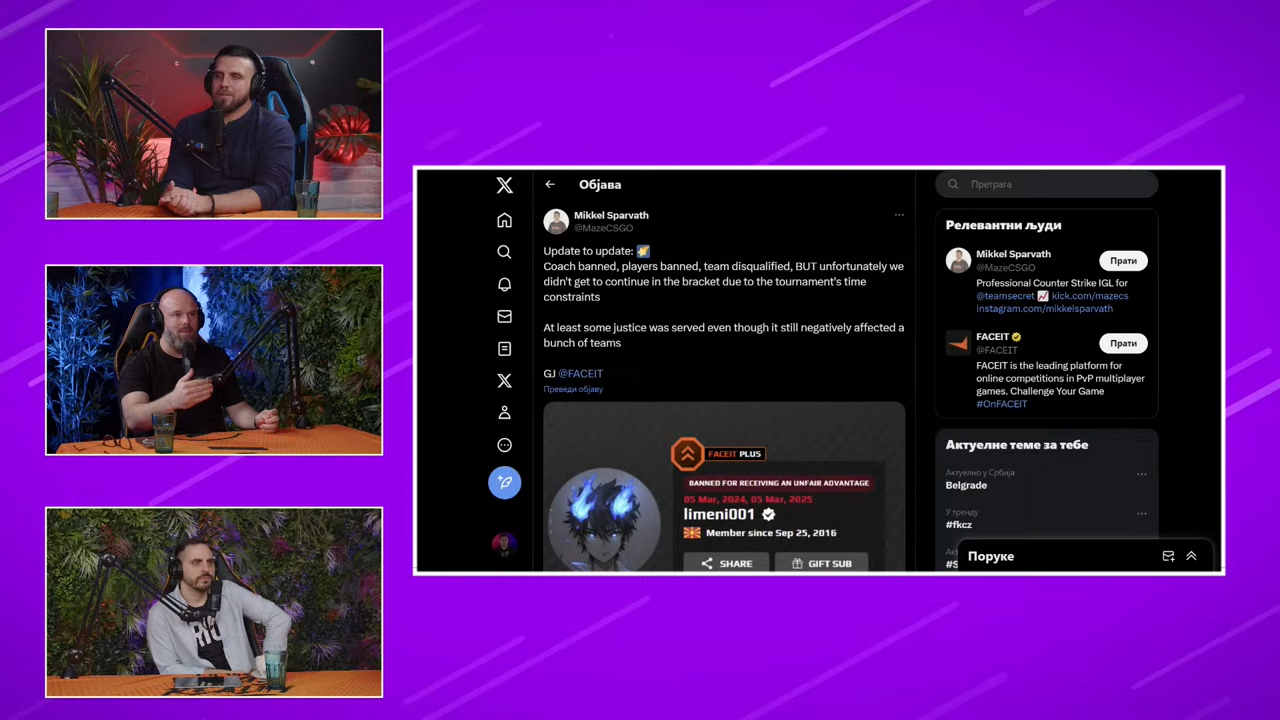 Објава
Mikkel Sparvath
@MazeCSGO
Update to update:
Coach banned, players banned, team disqualified, BUT unfortunately we
didn't get to continue in the bracket due to the tournament's time
constraints
At least some justice was served even though it still negatively affected a
bunch of teams
GJ @FACEIT
Преведи објаву
FACEIT PLUS
BANNED FOR RECEIVING AN UNFAIR ADVANTAGE
05 Mar, 2024, 05 Mar, 2025
limeni001
Member since Sep 25, 2016
SHARE
GIFT SUB
Претрага
Релевантни људи
Mikkel Sparvath
@MazeCSGO
Прати
Professional Counter Strike IGL for
@teamsecret kick.com/mazecs
instagram.com/mikkelsparvath
FACEIT
@FACEIT
Прати
FACEIT is the leading platform for
online competitions in PvP multiplayer
games. Challenge Your Game
#OnFACEIT
Актуелне теме за тебе
Актуелно у Србија
Belgrade
У тренду
#fkcz
Поруке